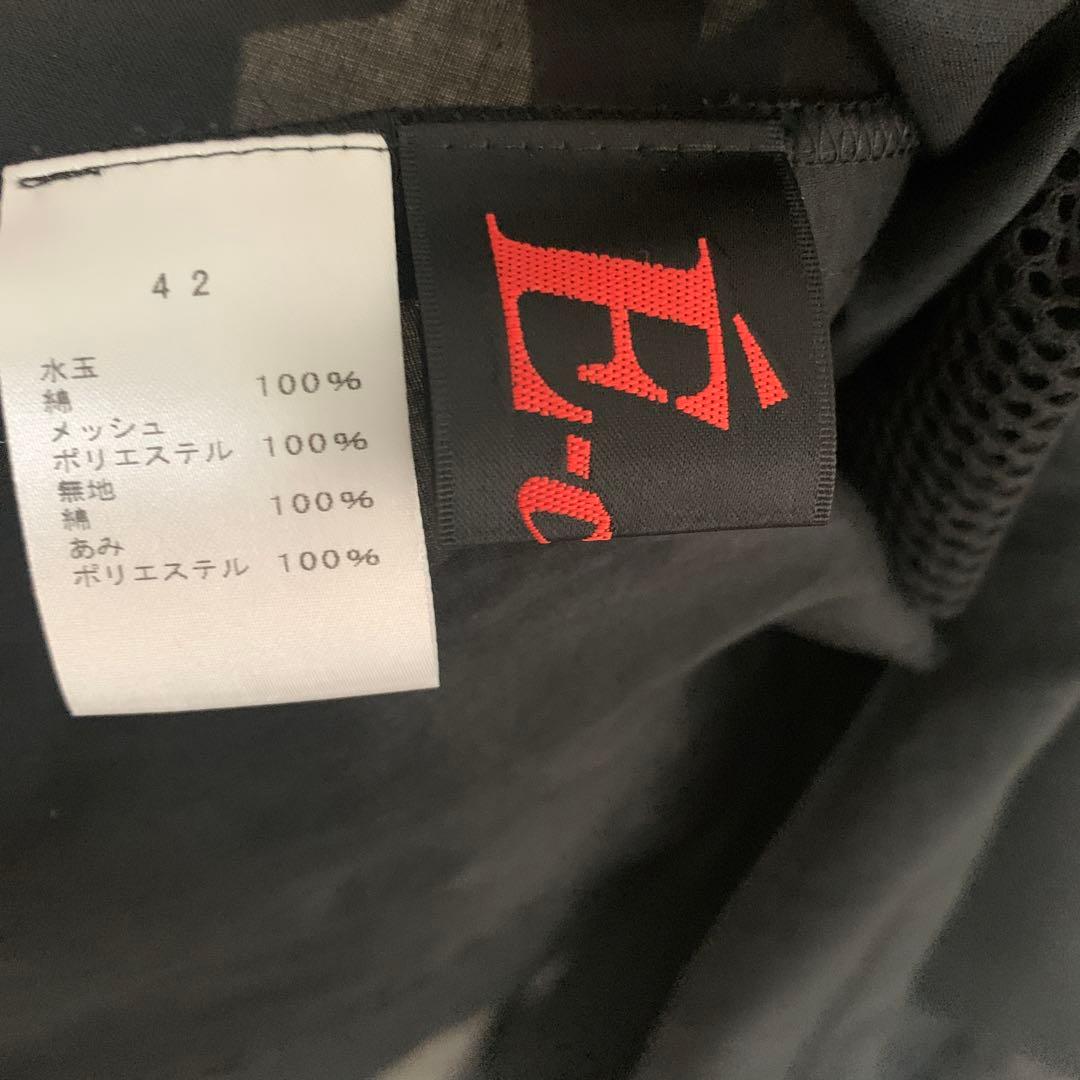 42
水玉
綿 100%
メッシュ
ポリエステル 100%
無地
綿 100%
あみ
ポリエステル 100%
É-c